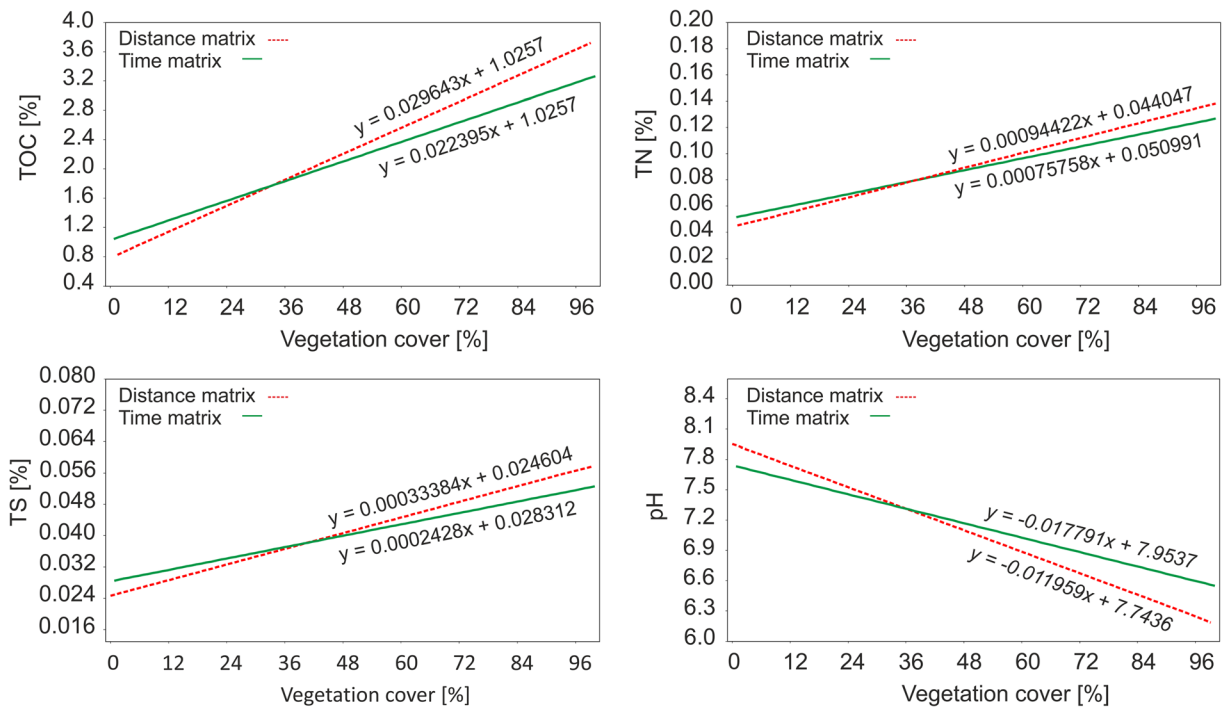 4.0
3.6
3.2
2.8
2.4
2.0
1.6
1.2
0.8
0.4
TOC [%]
Distance matrix
Time matrix
y = 0.029643x + 1.0257
y = 0.022395x + 1.0257
0 12 24 36 48 60 72 84 96
Vegetation cover [%]
0.20
0.18
0.16
0.14
0.12
0.10
0.08
0.06
0.04
0.02
0.00
TN [%]
Distance matrix
Time matrix
y = 0.00094422x + 0.044047
y = 0.00075758x + 0.050991
0 12 24 36 48 60 72 84 96
Vegetation cover [%]
0.080
0.072
0.064
0.056
0.048
0.040
0.032
0.024
0.016
TS [%]
Distance matrix
Time matrix
y = 0.00033384x + 0.024604
y = 0.0002428x + 0.028312
0 12 24 36 48 60 72 84 96
Vegetation cover [%]
8.4
8.1
7.8
7.5
7.2
6.9
6.6
6.3
6.0
pH
Distance matrix
Time matrix
y = -0.017791x + 7.9537
y = -0.011959x + 7.7436
0 12 24 36 48 60 72 84 96
Vegetation cover [%]